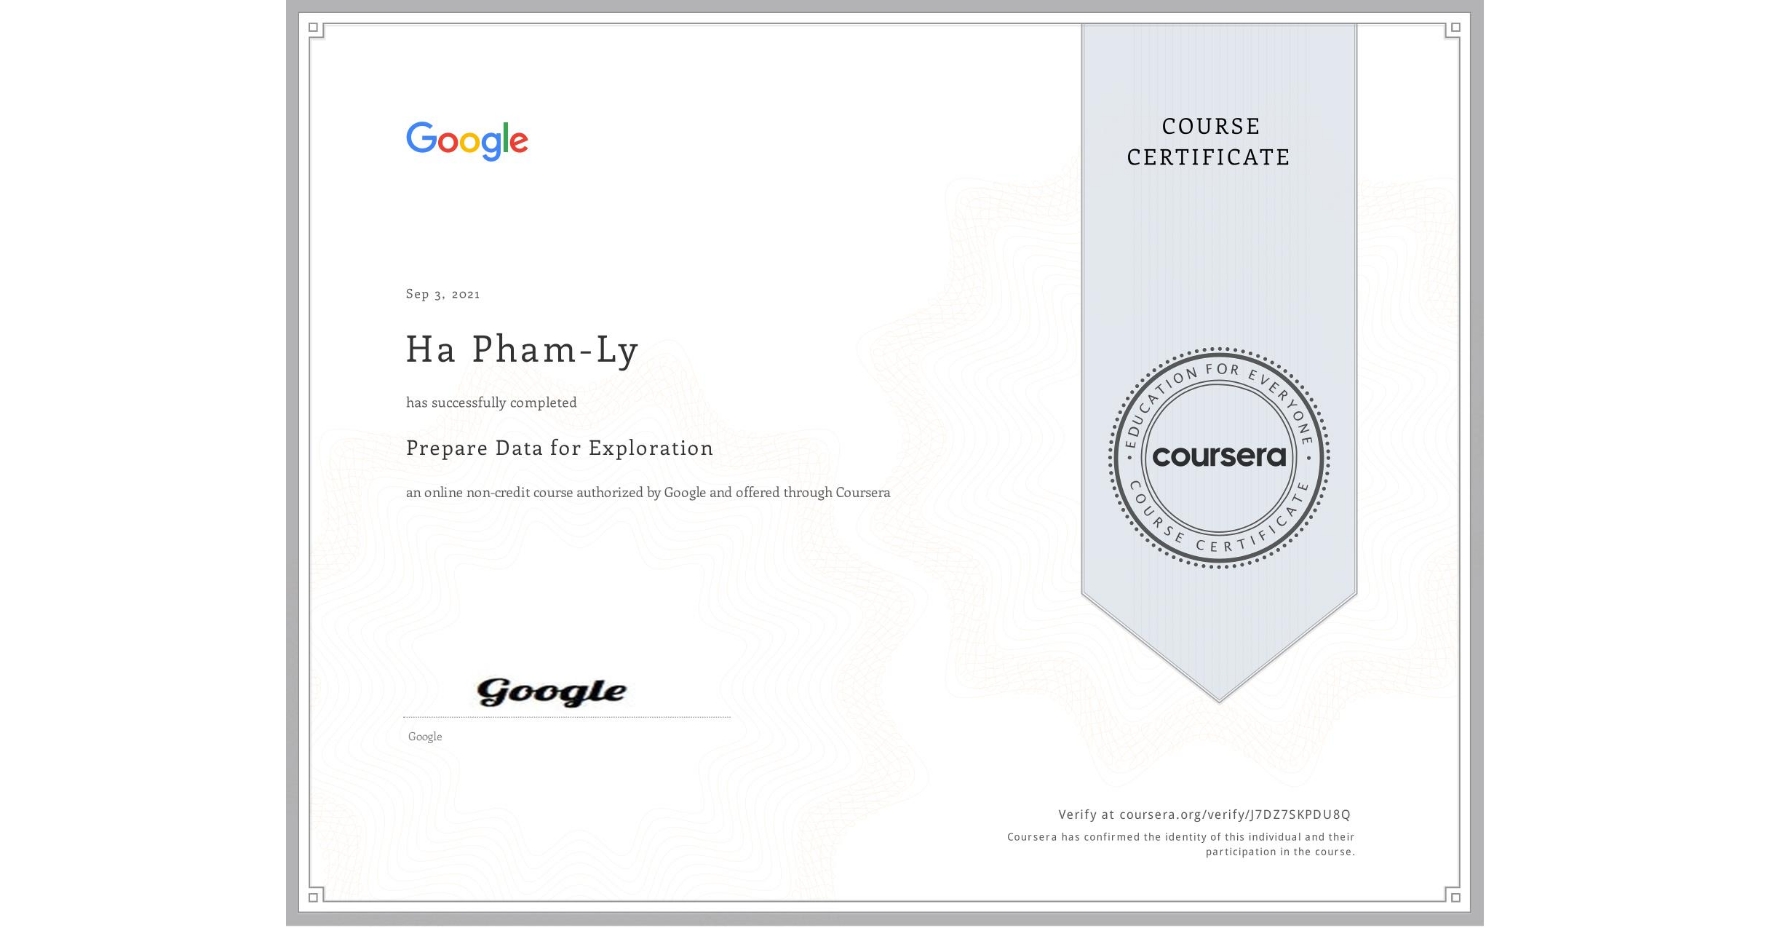 Google
COURSE
CERTIFICATE
Sep 3, 2021
Ha Pham-Ly
has successfully completed
Prepare Data for Exploration
an online non-credit course authorized by Google and offered through Coursera
EDUCATION FOR EVERYONE
coursera
COURSE CERTIFICATE
Google
Google
Verify at coursera.org/verify/J7DZ7SKPDU8Q
Coursera has confirmed the identity of this individual and their
participation in the course.